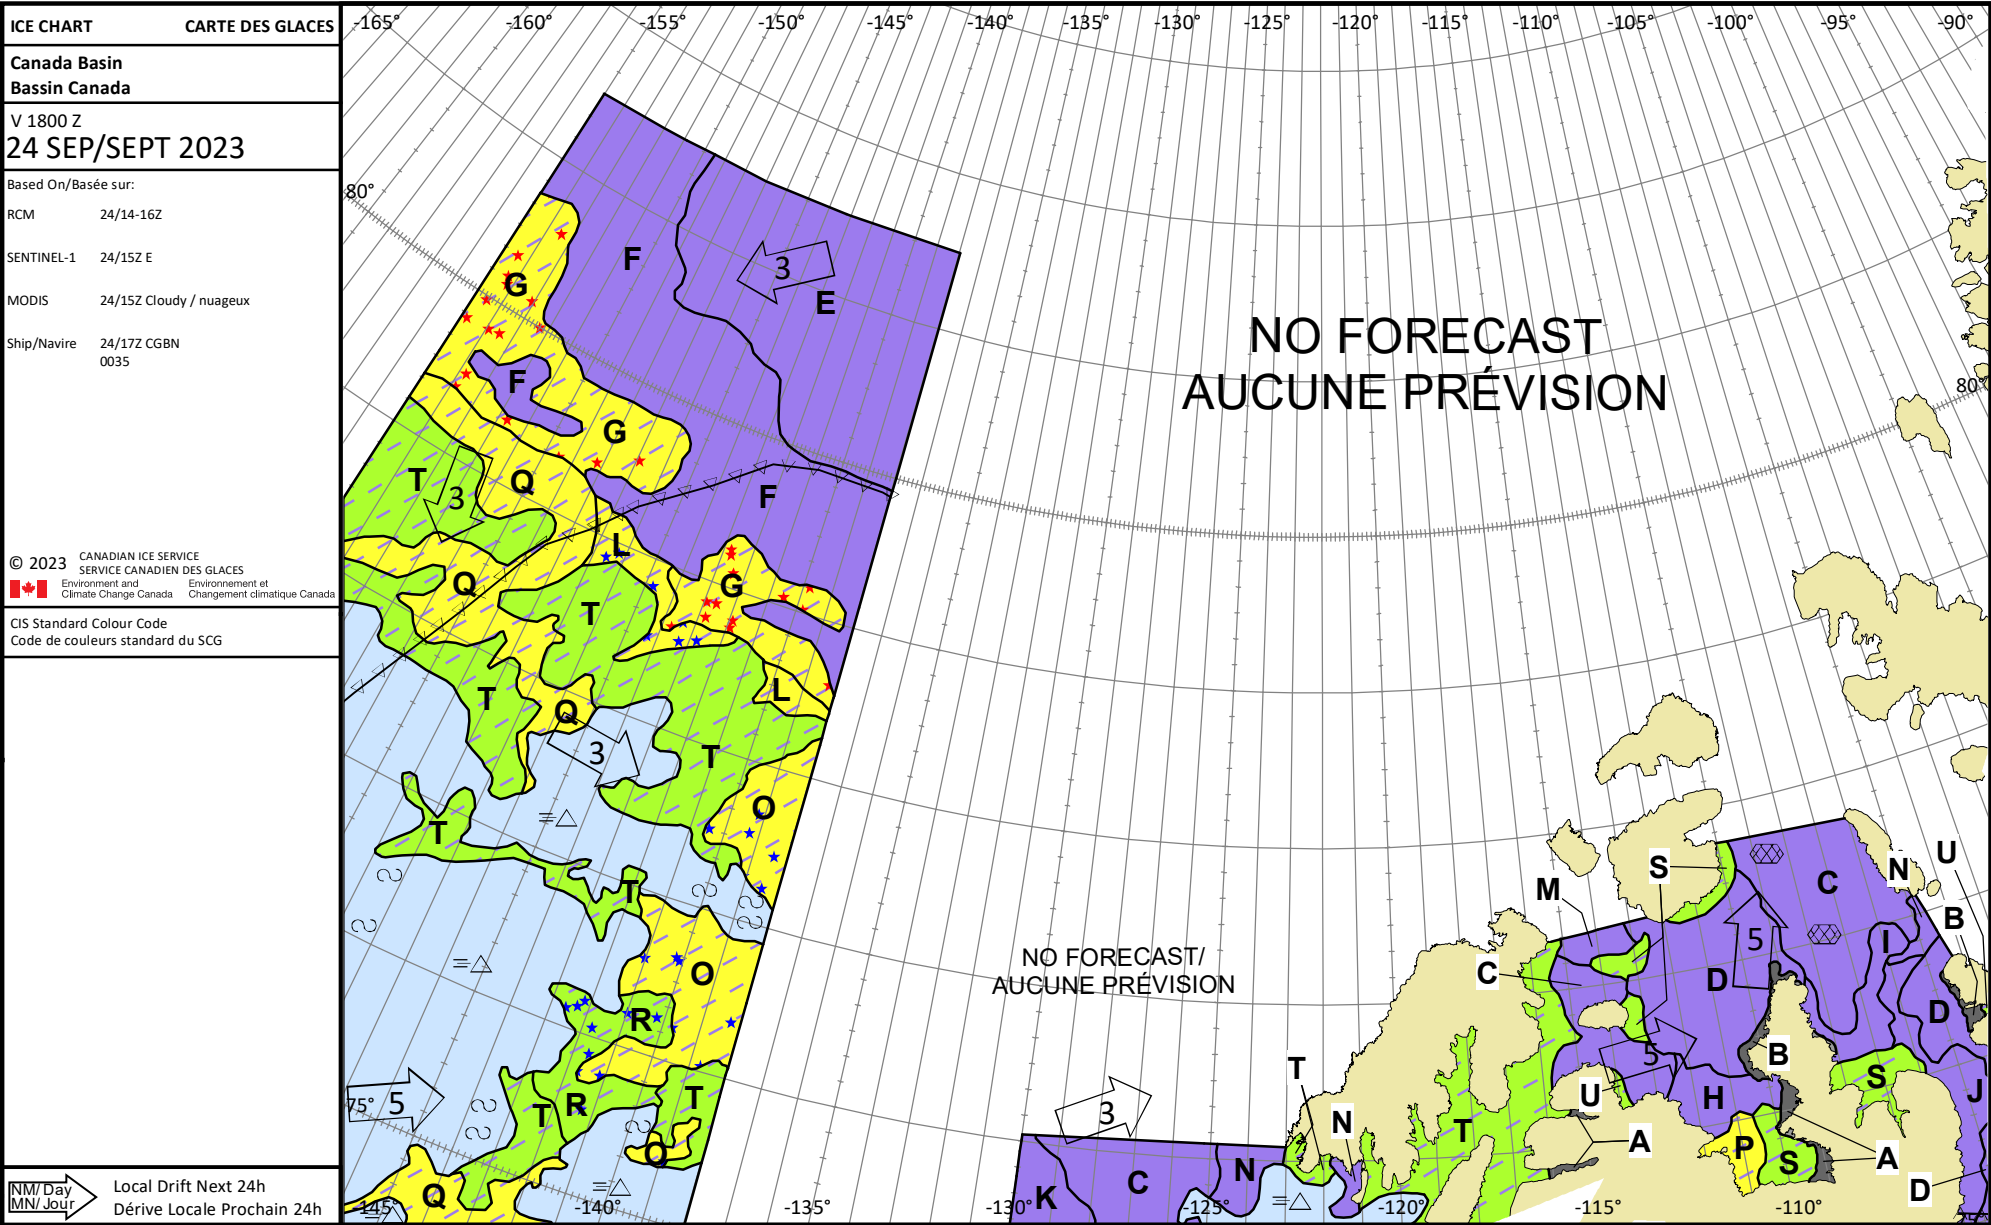 ICE CHART CARTE DES GLACES
Canada Basin
Bassin Canada
V 1800 Z
24 SEP/SEPT 2023
Based On/Basée sur:
RCM 24/14-16Z
SENTINEL-1 24/15Z E
MODIS 24/15Z Cloudy / nuageux
Ship/Navire 24/17Z CGBN
0035
© 2023 CANADIAN ICE SERVICE
SERVICE CANADIEN DES GLACES
Environment and Environnement et
Climate Change Canada Changement climatique Canada
CIS Standard Colour Code
Code de couleurs standard du SCG
NM/Day Local Drift Next 24h
MN/Jour Dérive Locale Prochain 24h
-165° -160° -155° -150° -145° -140° -135° -130° -125° -120° -115° -110° -105° -100° -95° -90°
80°
F
3
E
G
NO FORECAST
AUCUNE PRÉVISION
F
80°
G
T
Q
3
F
L
Q
G
T
T
L
Q
3
T
O
T
S
U
C
N
M
T
B
5
I
NO FORECAST/
AUCUNE PRÉVISION
O
C
D
D
R
5
B
T
S
J
75°
5
T
R
T
3
U
H
N
T
A
P
O
S
A
K
C
N
Q
D
-145° -140° -135° -130° -125° -120° -115° -110°